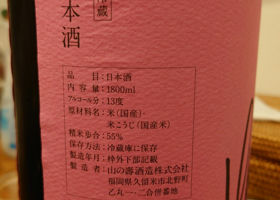 冷蔵
本酒
品目:日本酒
内容量:1800ml
アルコール分:13度
原材料名:米(国産)・
米こうじ(国産米)
精米歩合:55%
保存方法:冷蔵庫に保存
製造年月:枠外下部記載
製造者:山の壽酒造株式会社
福岡県久留米市北野町
乙丸一、二合併番地